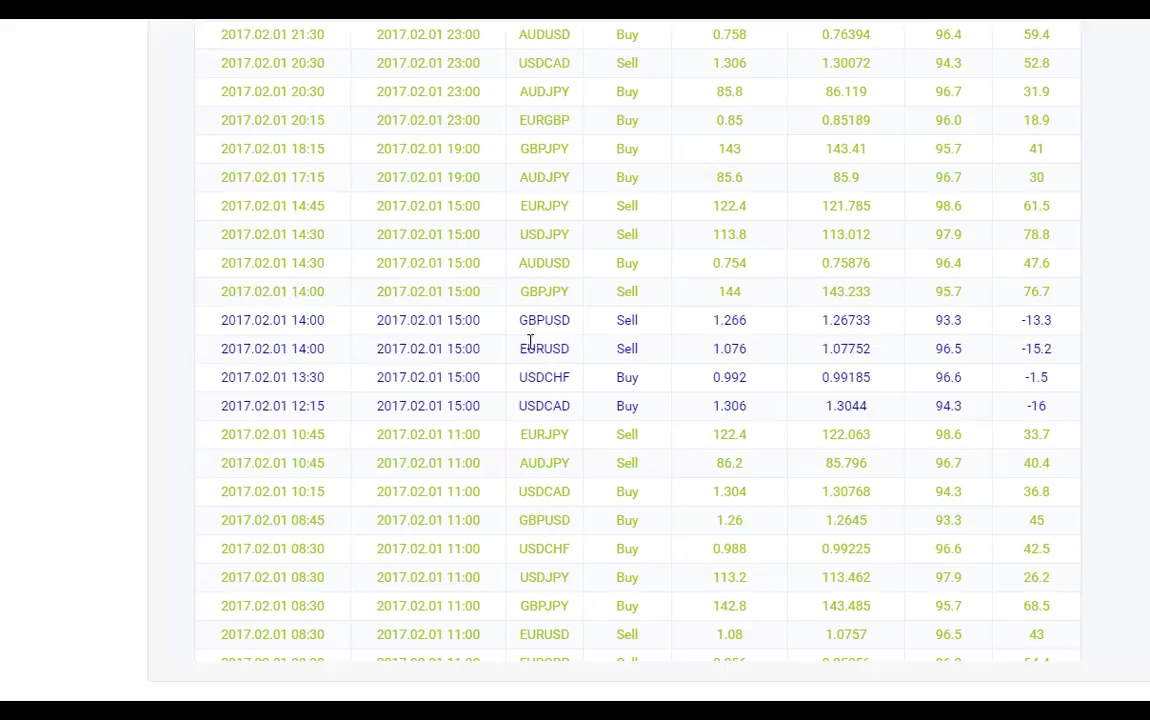 2017.02.01 21:30 2017.02.01 23:00 AUDUSD Buy 0.758 0.76394 96.4 59.4
2017.02.01 20:30 2017.02.01 23:00 USDCAD Sell 1.306 1.30072 94.3 52.8
2017.02.01 20:30 2017.02.01 23:00 AUDJPY Buy 85.8 86.119 96.7 31.9
2017.02.01 20:15 2017.02.01 23:00 EURGBP Buy 0.85 0.85189 96.0 18.9
2017.02.01 18:15 2017.02.01 19:00 GBPJPY Buy 143 143.41 95.7 41
2017.02.01 17:15 2017.02.01 19:00 AUDJPY Buy 85.6 85.9 96.7 30
2017.02.01 14:45 2017.02.01 15:00 EURJPY Sell 122.4 121.785 98.6 61.5
2017.02.01 14:30 2017.02.01 15:00 USDJPY Sell 113.8 113.012 97.9 78.8
2017.02.01 14:30 2017.02.01 15:00 AUDUSD Buy 0.754 0.75876 96.4 47.6
2017.02.01 14:00 2017.02.01 15:00 GBPJPY Sell 144 143.233 95.7 76.7
2017.02.01 14:00 2017.02.01 15:00 GBPUSD Sell 1.266 1.26733 93.3 -13.3
2017.02.01 14:00 2017.02.01 15:00 EURUSD Sell 1.076 1.07752 96.5 -15.2
2017.02.01 13:30 2017.02.01 15:00 USDCHF Buy 0.992 0.99185 96.6 -1.5
2017.02.01 12:15 2017.02.01 15:00 USDCAD Buy 1.306 1.3044 94.3 -16
2017.02.01 10:45 2017.02.01 11:00 EURJPY Sell 122.4 122.063 98.6 33.7
2017.02.01 10:45 2017.02.01 11:00 AUDJPY Sell 86.2 85.796 96.7 40.4
2017.02.01 10:15 2017.02.01 11:00 USDCAD Buy 1.304 1.30768 94.3 36.8
2017.02.01 08:45 2017.02.01 11:00 GBPUSD Buy 1.26 1.2645 93.3 45
2017.02.01 08:30 2017.02.01 11:00 USDCHF Buy 0.988 0.99225 96.6 42.5
2017.02.01 08:30 2017.02.01 11:00 USDJPY Buy 113.2 113.462 97.9 26.2
2017.02.01 08:30 2017.02.01 11:00 GBPJPY Buy 142.8 143.485 95.7 68.5
2017.02.01 08:30 2017.02.01 11:00 EURUSD Sell 1.08 1.0757 96.5 43